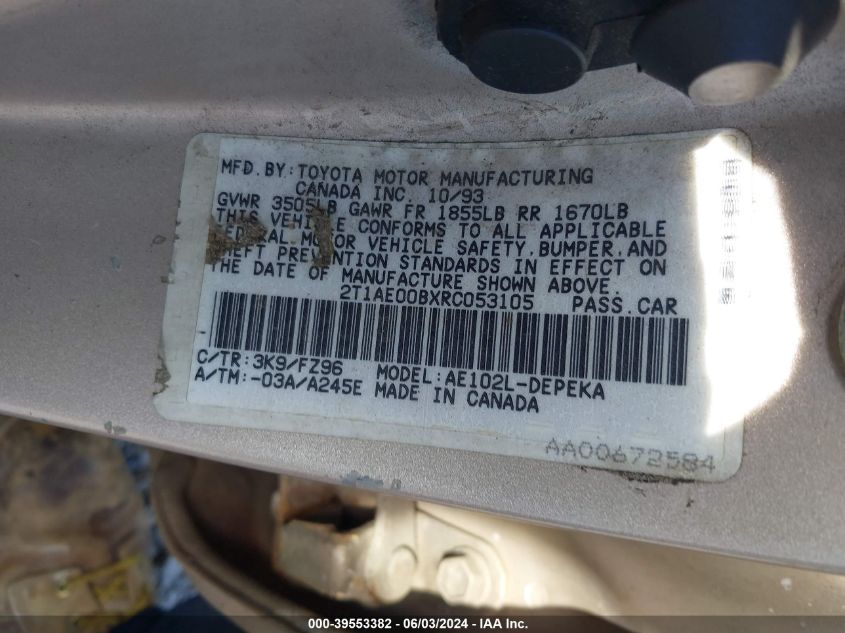 MFD.BY:TOYOTA MOTOR MANUFACTURING
CANADA INC. 10/93
GVWR 3505LB GAWR FR 1855LB RR 1670LB
THIS VEHICLE CONFORMS TO ALL APPLICABLE
FEDERAL MOTOR VEHICLE SAFETY,BUMPER,AND
THEFT PREVENTION STANDARDS IN EFFECT ON
THE DATE OF MANUFACTURE SHOWN ABOVE.
2T1AE00BXRC053105 PASS.CAR
C/TR:3K9/FZ96 MODEL:AE102L-DEPEKA
A/TM:-03A/A245E MADE IN CANADA
AA00672584
000-39553382 / 06/03/2024 - IAA Inc.